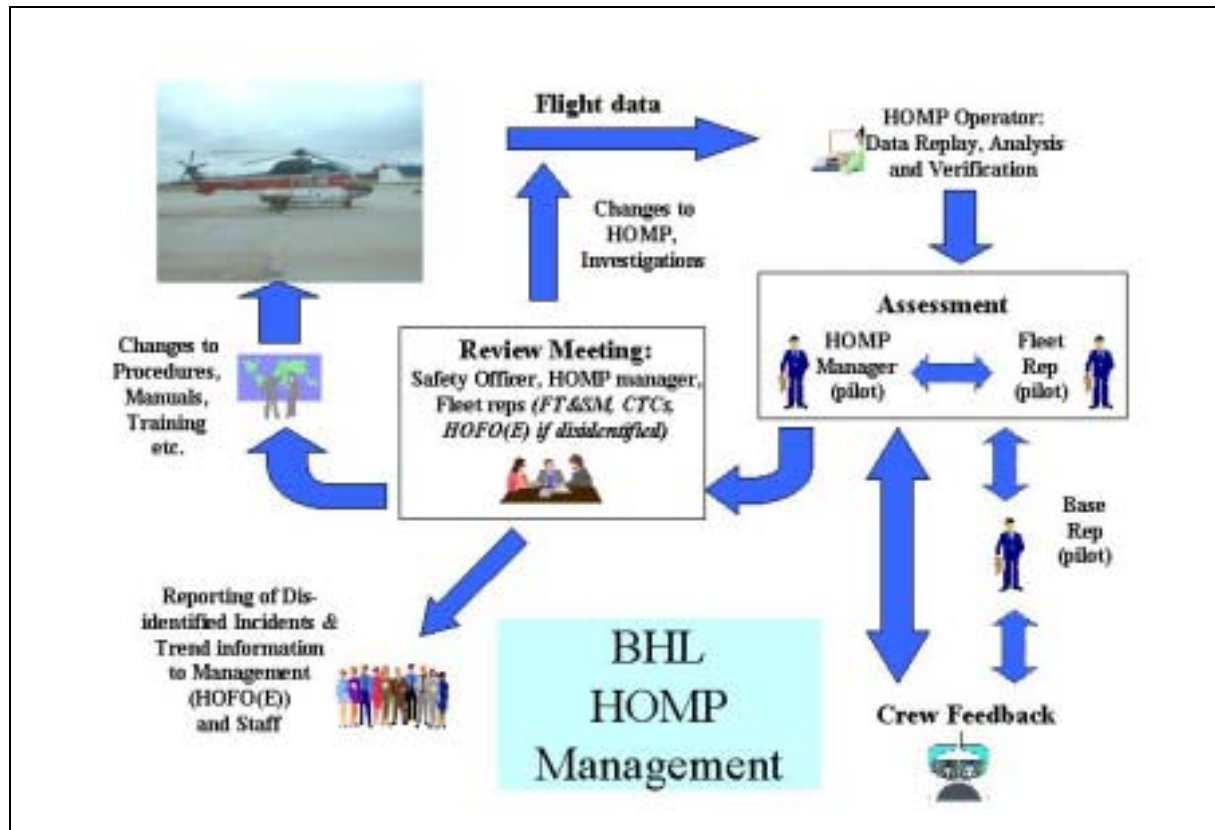 Flight data
HOMP Operator:
Data Replay, Analysis
and Verification
Changes to
HOMP,
Investigations
Assessment
HOMP
Manager
(pilot)
Fleet
Rep
(pilot)
Review Meeting:
Safety Officer, HOMP manager,
Fleet reps (FT&SM, CTCs,
HOFO(E) if disidentified)
Changes to
Procedures,
Manuals,
Training
etc.
Base
Rep
(pilot)
Reporting of Dis-
identified Incidents &
Trend information
to Management
(HOFO(E))
and Staff
BHL
HOMP
Management
Crew Feedback